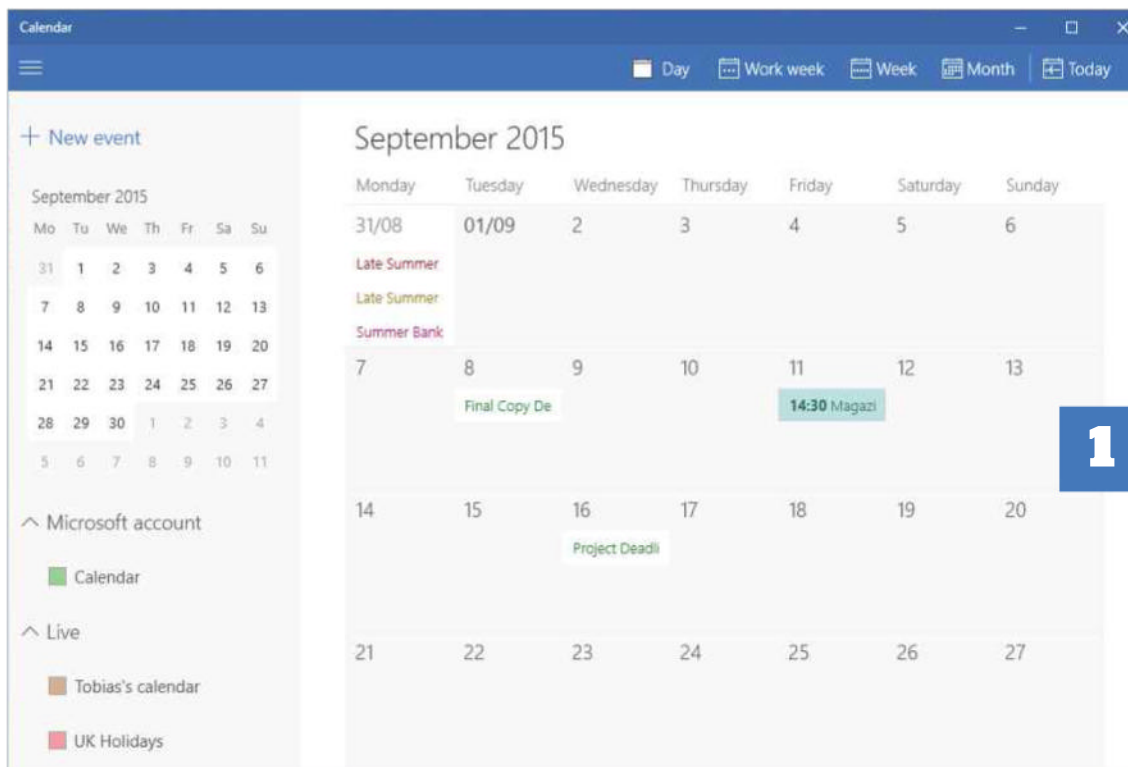 Calendar
Day Work week Week Month Today
+ New event
September 2015
Mo Tu We Th Fr Sa Su
31 1 2 3 4 5 6
7 8 9 10 11 12 13
14 15 16 17 18 19 20
21 22 23 24 25 26 27
28 29 30 1 2 3 4
5 6 7 8 9 10 11
Microsoft account
Calendar
Live
Tobias's calendar
UK Holidays
September 2015
Monday Tuesday Wednesday Thursday Friday Saturday Sunday
31/08 01/09 2 3 4 5 6
Late Summer
Late Summer
Summer Bank
7 8 9 10 11 12 13
Final Copy De 14:30 Magazi
1
14 15 16 17 18 19 20
Project Deadli
21 22 23 24 25 26 27